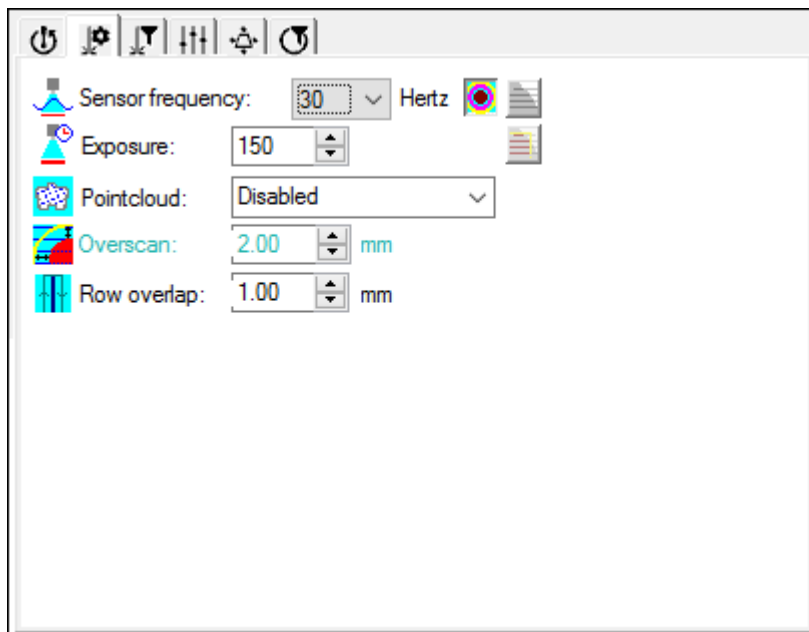 Sensor frequency: 30 Hertz
Exposure: 150
Pointcloud: Disabled
Overscan: 2.00 mm
Row overlap: 1.00 mm